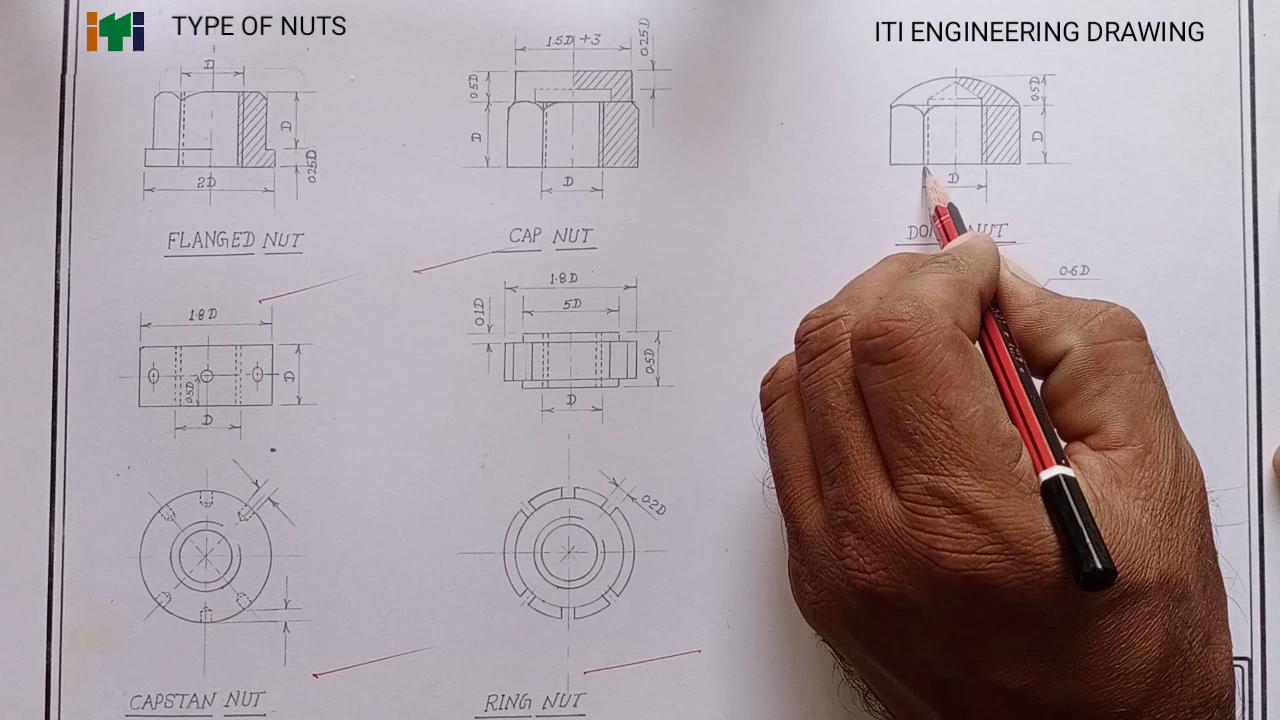 iTi
TYPE OF NUTS
ITI ENGINEERING DRAWING
D
D
0.25D
2D
FLANGED NUT
1.5D +3
0.25D
0.5D
D
D
CAP NUT
0.5D
D
D
NUT
1.8D
D
0.5D
D
CAPSTAN NUT
1.8D
5D
0.1D
0.5D
D
0.2D
RING NUT
0.6D